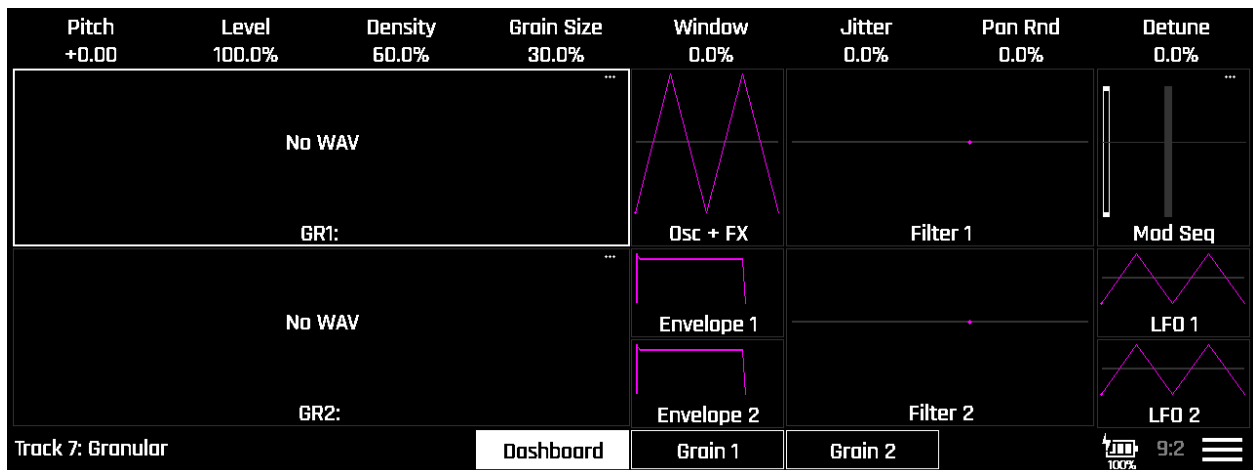 Pitch Level Density Grain Size Window Jitter Pan Rnd Detune
+0.00 100.0% 60.0% 30.0% 0.0% 0.0% 0.0% 0.0%
No WAV
GR1: Osc + FX Filter 1 Mod Seq
No WAV Envelope 1 LFO 1
GR2: Envelope 2 Filter 2 LFO 2
Track 7: Granular Dashboard Grain 1 Grain 2 100% 9:2